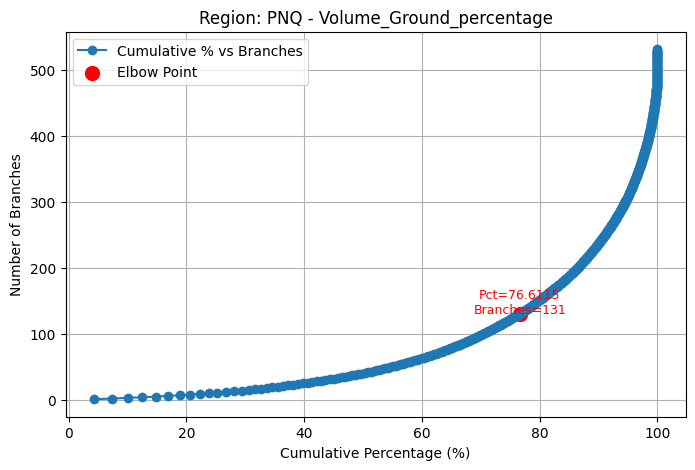 Region: PNQ - Volume_Ground_percentage
Cumulative % vs Branches
Elbow Point
Number of Branches
500
400
300
200
100
0
Pct=76.6115
Branches=131
0 20 40 60 80 100
Cumulative Percentage (%)